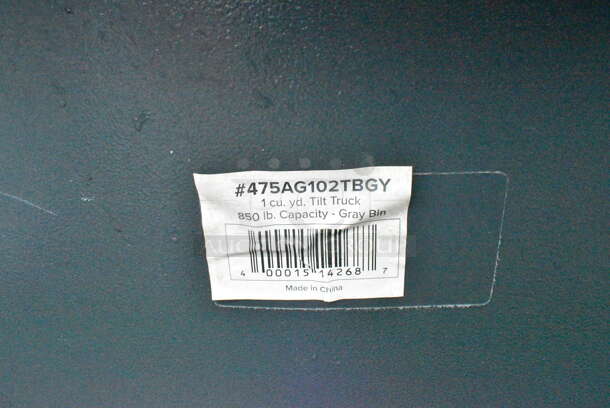 #475AG102TBGY
1 cu. yd. Tilt Truck
850 lb. Capacity - Gray Bin
4 00015 14268 7
Made in China